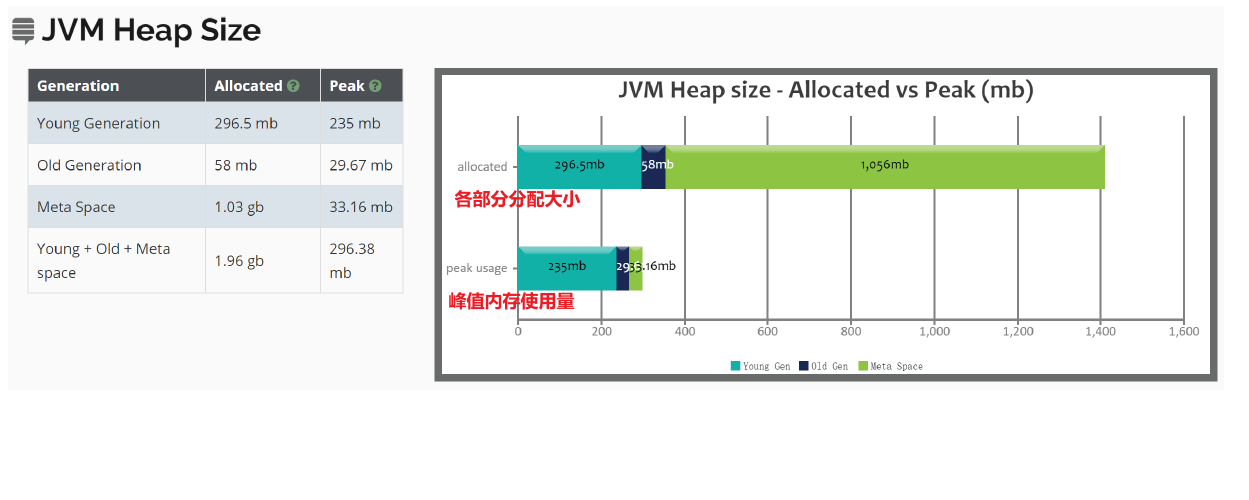 JVM Heap Size
Generation Allocated Peak
Young Generation 296.5 mb 235 mb
Old Generation 58 mb 29.67 mb
Meta Space 1.03 gb 33.16 mb
Young + Old + Meta space 1.96 gb 296.38 mb
JVM Heap size - Allocated vs Peak (mb)
allocated 296.5mb 58mb 1,056mb
各部分分配大小
peak usage 235mb 33.16mb
峰值内存使用量
0 200 400 600 800 1,000 1,200 1,400 1,600
Young Gen Old Gen Meta Space